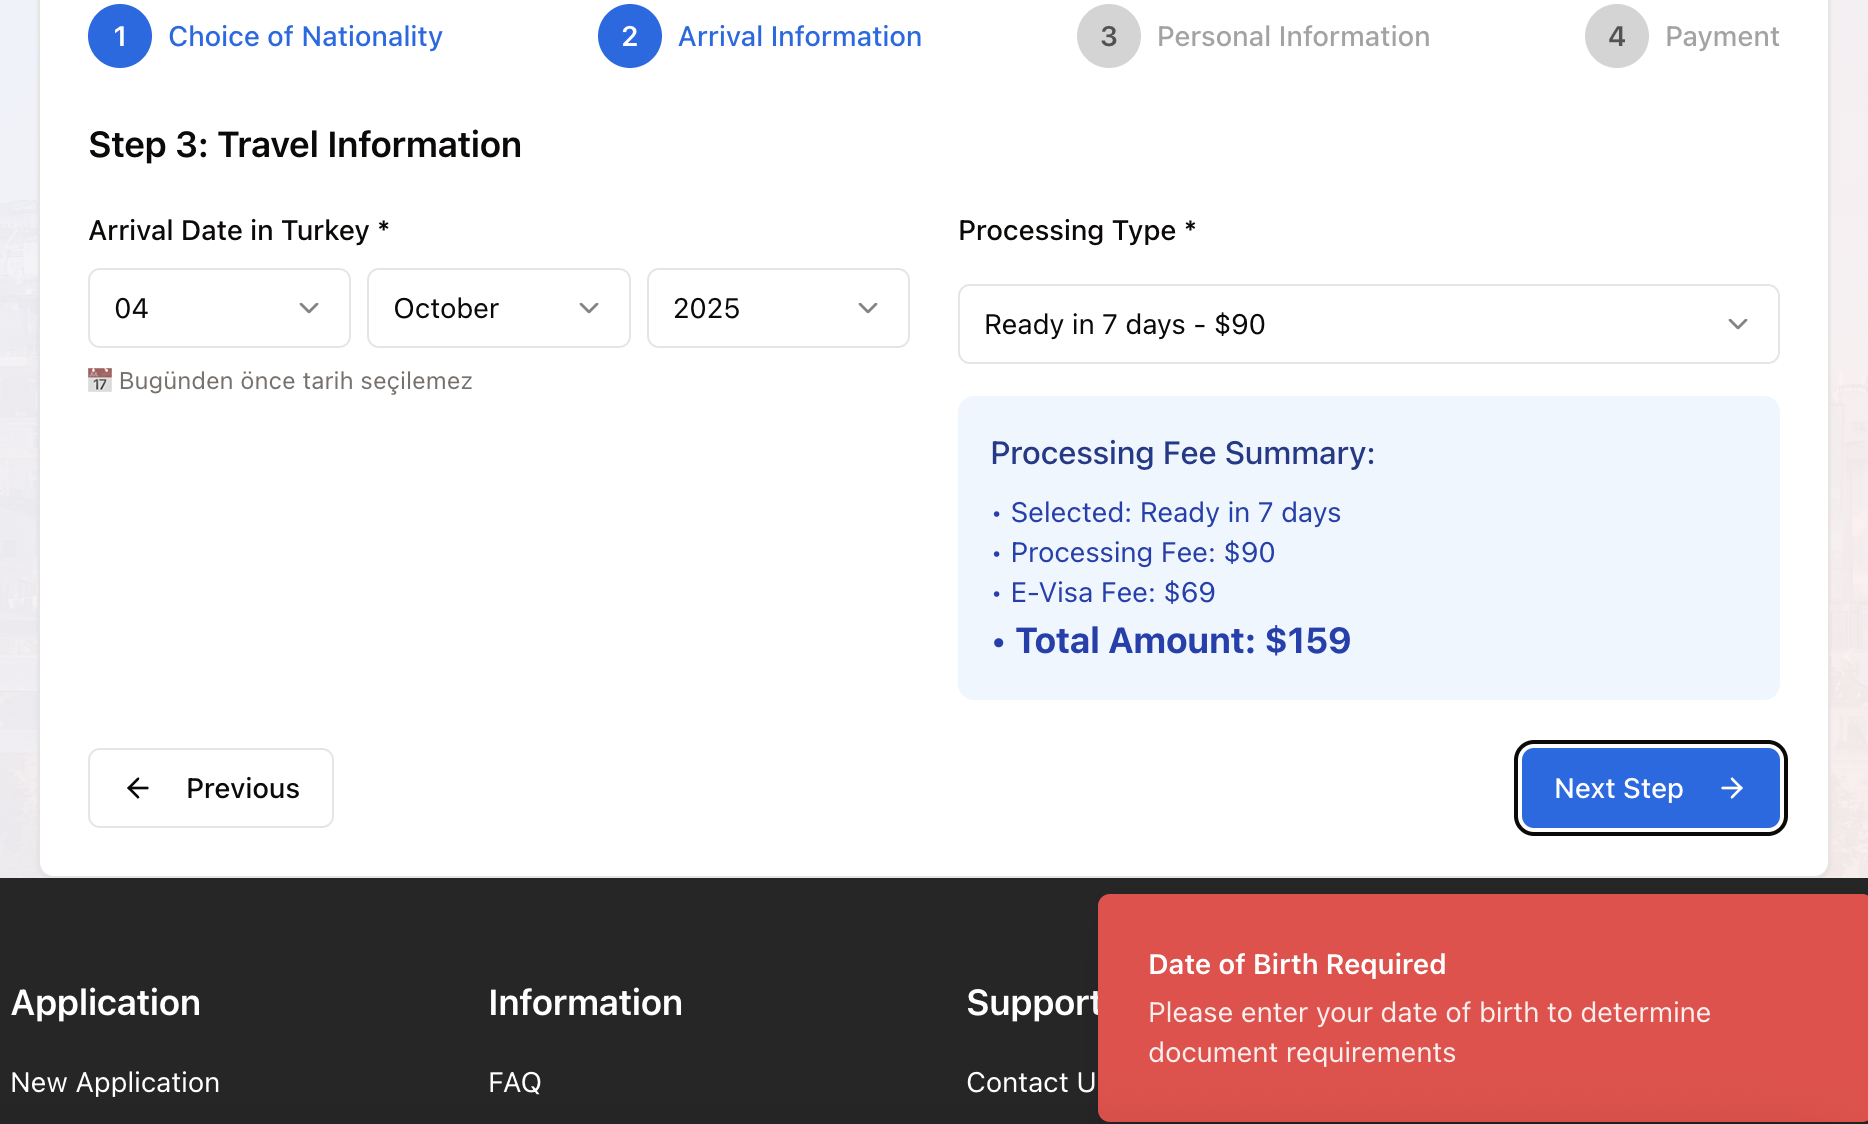 1 Choice of Nationality
2 Arrival Information
3 Personal Information
4 Payment
Step 3: Travel Information
Arrival Date in Turkey *
04
October
2025
17 Bugünden önce tarih seçilemez
Processing Type *
Ready in 7 days - $90
Processing Fee Summary:
• Selected: Ready in 7 days
• Processing Fee: $90
• E-Visa Fee: $69
• Total Amount: $159
← Previous
Next Step →
Application
New Application
Information
FAQ
Support
Contact U
Date of Birth Required
Please enter your date of birth to determine
document requirements